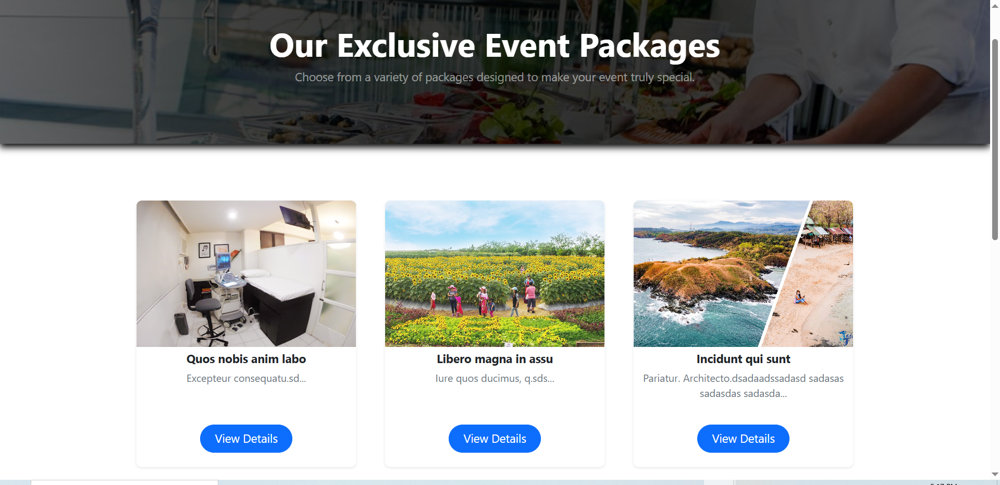 Our Exclusive Event Packages
Choose from a variety of packages designed to make your event truly special.
Quos nobis anim labo
Excepteur consequatu.sd...
View Details
Libero magna in assu
Iure quos ducimus, q.sds...
View Details
Incidunt qui sunt
Pariatur. Architecto.dsadaadssadasd sadasas
sadasdas sadasda...
View Details